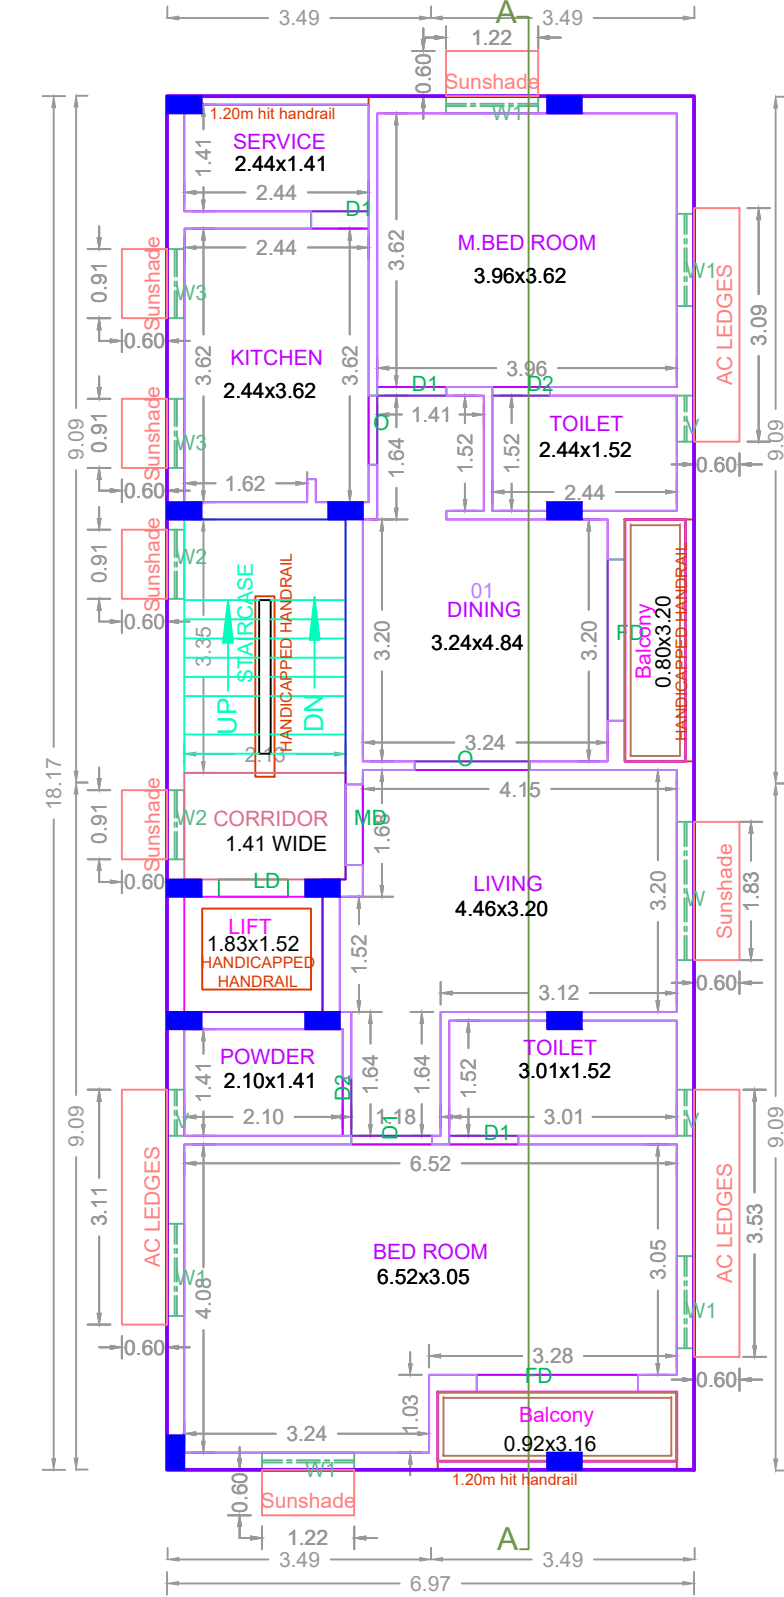 A
3.49
3.49
1.22
0.60
Sunshade
W1
1.20m hit handrail
SERVICE
2.44x1.41
1.41
2.44
D1
2.44
M.BED ROOM
3.96x3.62
3.62
3.96
W1
AC LEDGES
3.09
0.91
Sunshade
W3
0.60
KITCHEN
2.44x3.62
3.62
3.62
D1
D2
O
1.41
TOILET
2.44x1.52
V
0.91
Sunshade
W3
9.09
9.09
1.64
1.52
1.52
0.60
0.60
1.62
2.44
0.91
Sunshade
W2
0.60
STAIRCASE
HANDICAPPED HANDRAIL
3.35
UP
DN
2.13
01
DINING
3.24x4.84
3.20
3.20
FD
Balcony
0.80x3.20
HANDICAPPED HANDRAIL
3.24
O
18.17
4.15
0.91
Sunshade
W2
CORRIDOR
1.41 WIDE
MD
0.60
LD
LIVING
4.46x3.20
3.20
W
Sunshade
1.83
LIFT
1.83x1.52
HANDICAPPED
HANDRAIL
1.52
0.60
3.12
POWDER
2.10x1.41
1.41
D2
1.64
1.64
1.52
TOILET
3.01x1.52
2.10
1.18
D1
3.01
D1
V
V
9.09
9.09
6.52
3.11
AC LEDGES
W1
4.08
BED ROOM
6.52x3.05
3.05
W1
AC LEDGES
3.53
0.60
3.28
FD
0.60
1.03
Balcony
0.92x3.16
3.24
W1
1.20m hit handrail
0.60
Sunshade
1.22
A
3.49
3.49
6.97